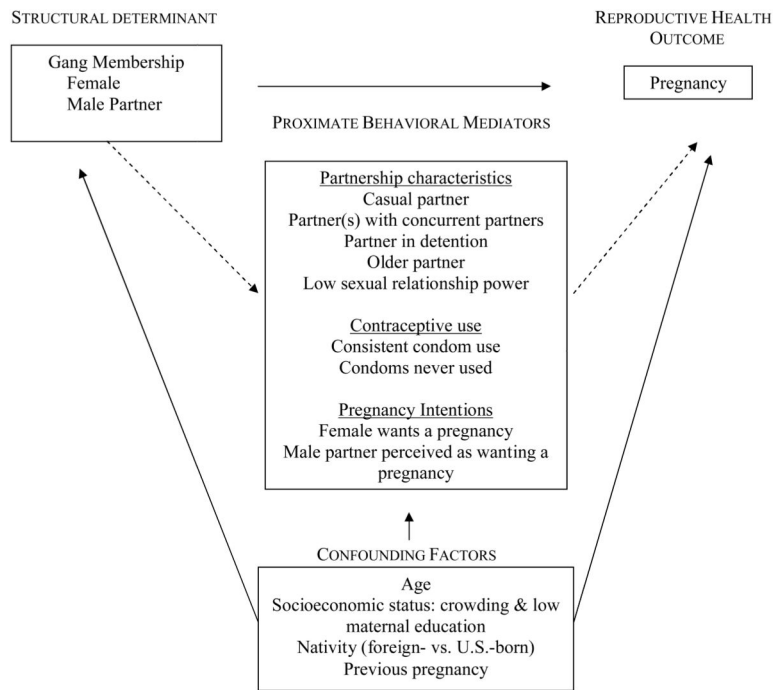 STRUCTURAL DETERMINANT
REPRODUCTIVE HEALTH
OUTCOME
Gang Membership
Female
Male Partner
Pregnancy
PROXIMATE BEHAVIORAL MEDIATORS
Partnership characteristics
Casual partner
Partner(s) with concurrent partners
Partner in detention
Older partner
Low sexual relationship power
Contraceptive use
Consistent condom use
Condoms never used
Pregnancy Intentions
Female wants a pregnancy
Male partner perceived as wanting a
pregnancy
CONFOUNDING FACTORS
Age
Socioeconomic status: crowding & low
maternal education
Nativity (foreign- vs. U.S.-born)
Previous pregnancy